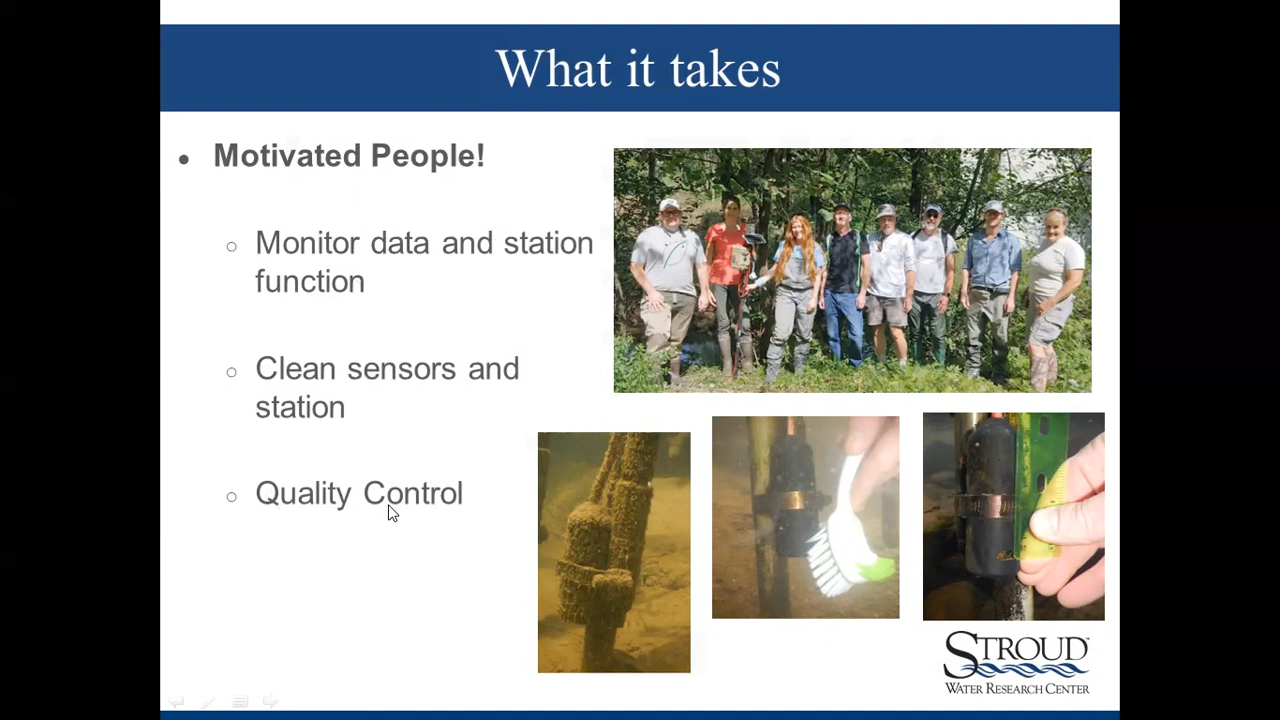 What it takes
Motivated People!
Monitor data and station
function
Clean sensors and
station
Quality Control
STROUD™
WATER RESEARCH CENTER